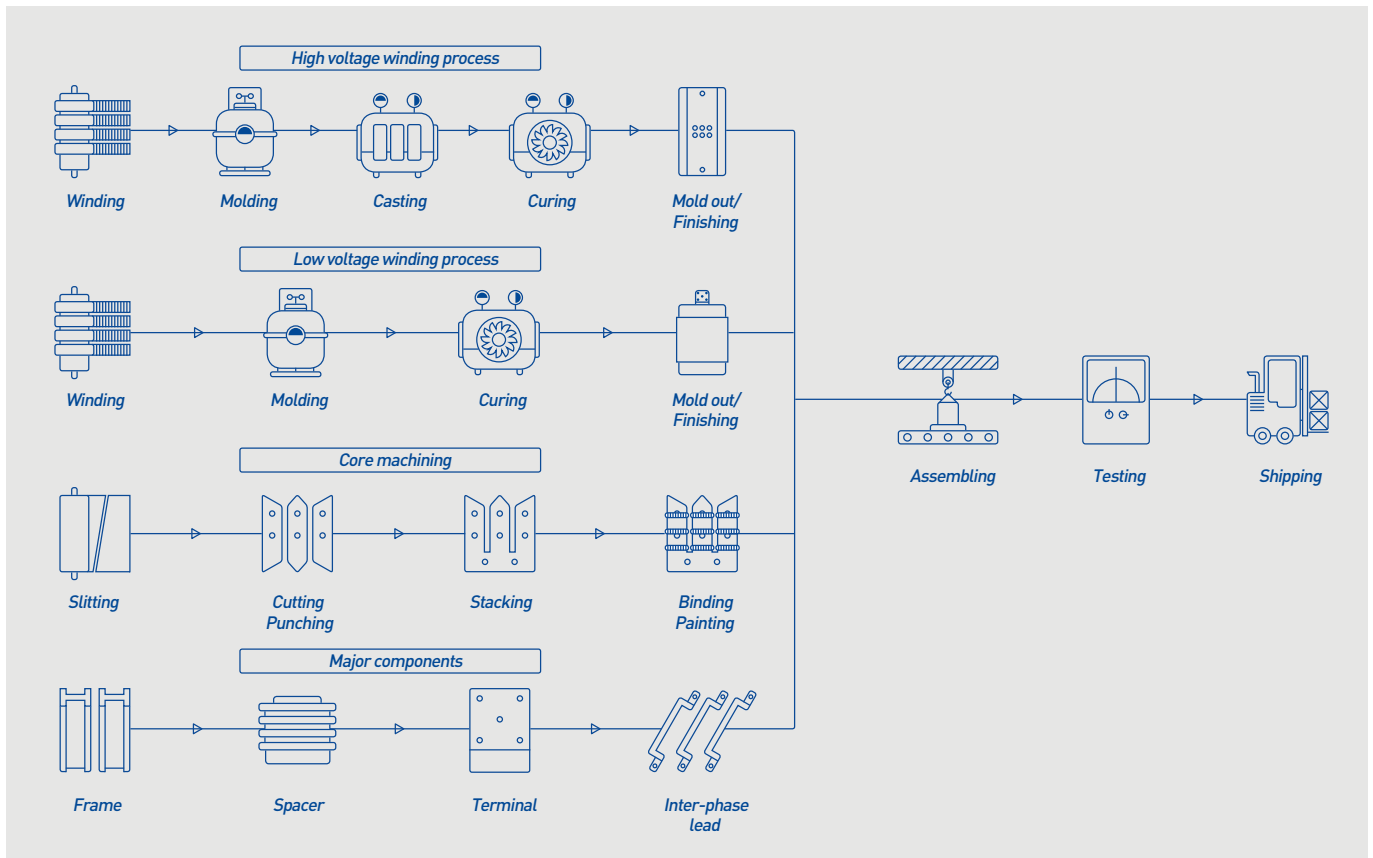 High voltage winding process
Winding
Molding
Casting
Curing
Mold out/
Finishing
Low voltage winding process
Winding
Molding
Curing
Mold out/
Finishing
Assembling
Testing
Shipping
Core machining
Slitting
Cutting
Punching
Stacking
Binding
Painting
Major components
Frame
Spacer
Terminal
Inter-phase
lead